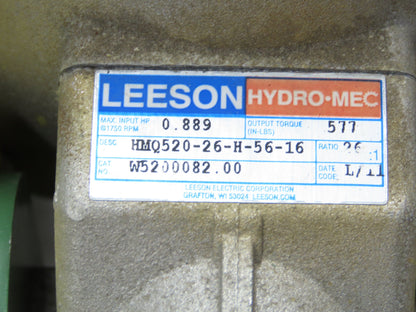 LEESON HYDRO•MEC
MAX. INPUT HP @1750 RPM 0.889 OUTPUT TORQUE (IN-LBS) 577
DESC HMQ520-26-H-56-16 RATIO 26 :1
CAT. NO. W5200082.00 DATE CODE: L/11
LEESON ELECTRIC CORPORATION
GRAFTON, WI 53024 LEESON.COM